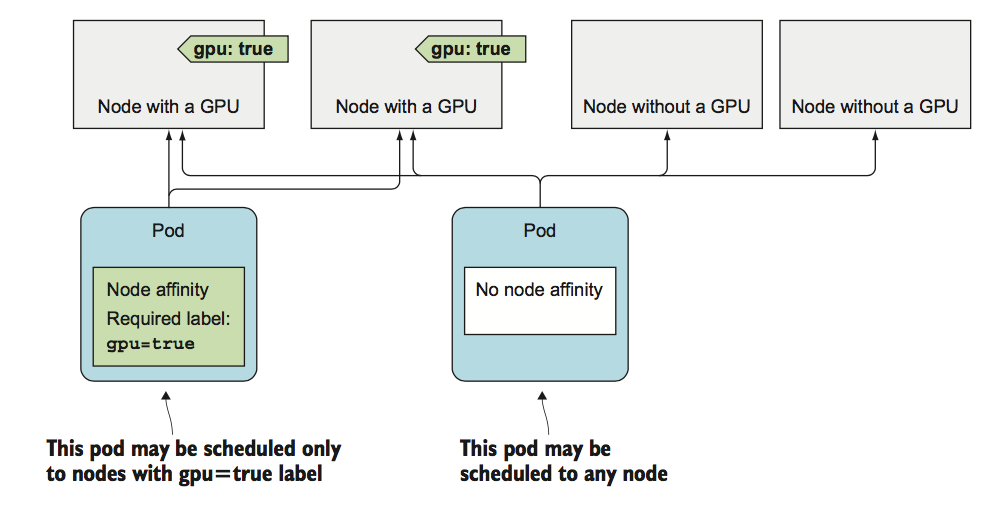 gpu: true
gpu: true
Node with a GPU
Node with a GPU
Node without a GPU
Node without a GPU
Pod
Node affinity
Required label:
gpu=true
Pod
No node affinity
This pod may be scheduled only
to nodes with gpu=true label
This pod may be
scheduled to any node